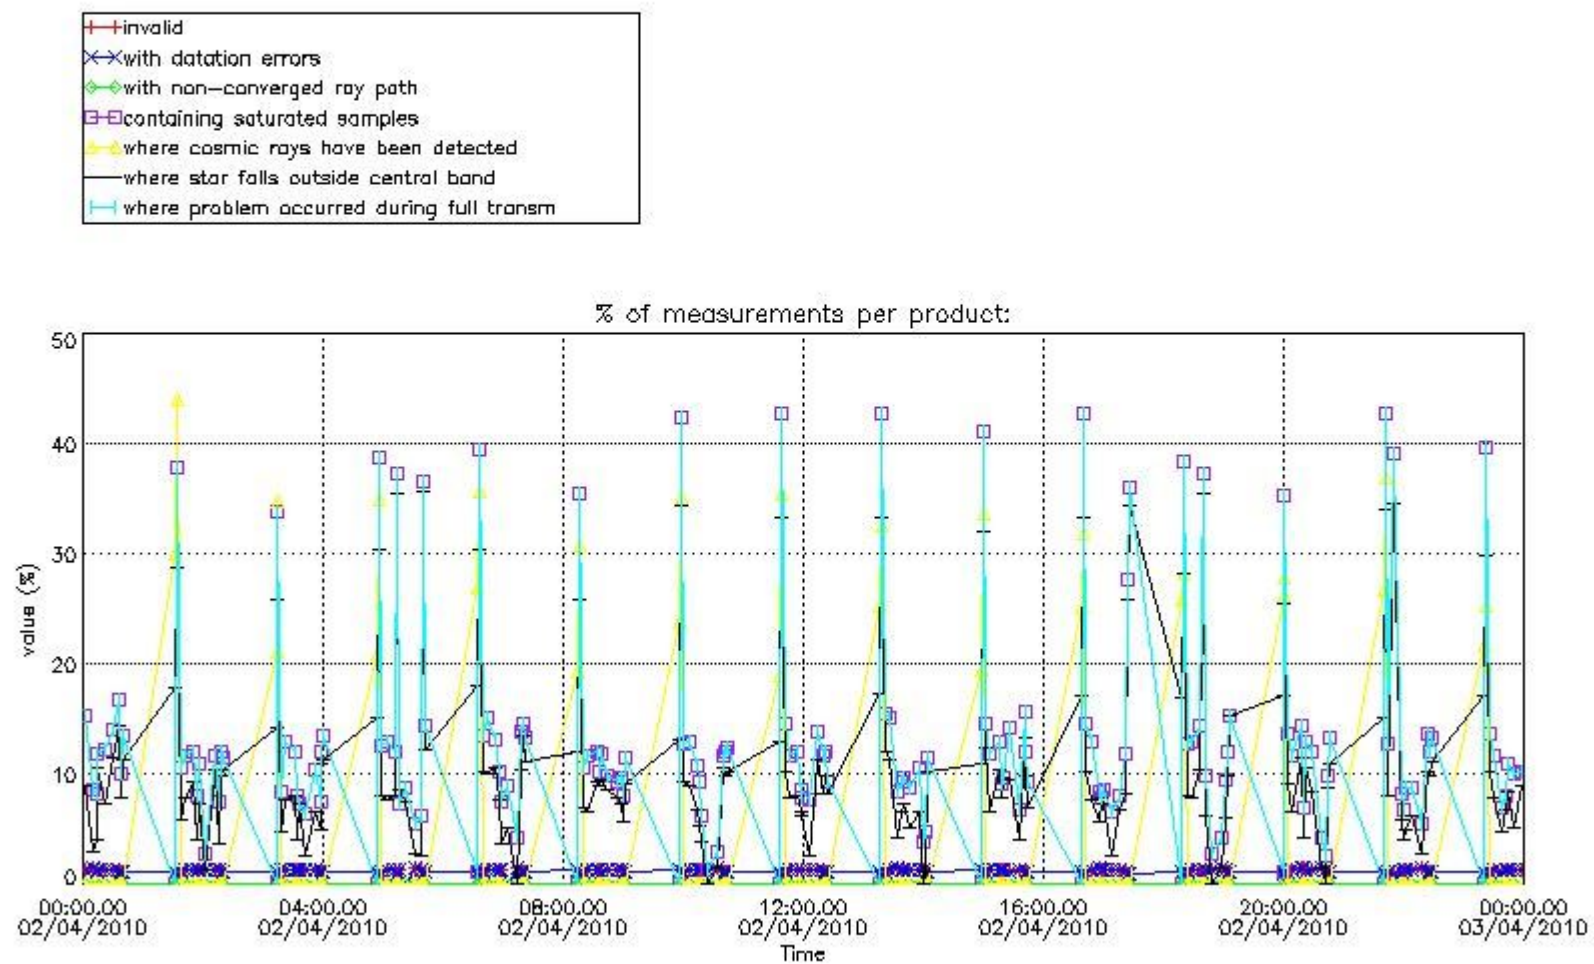 invalid
with datation errors
with non-converged ray path
containing saturated samples
where cosmic rays have been detected
where star falls outside central band
where problem occurred during full transm
% of measurements per product:
50
40
30
20
10
0
value (%)
00:00:00 04:00:00 08:00:00 12:00:00 16:00:00 20:00:00 00:00:00
02/04/2010 02/04/2010 02/04/2010 02/04/2010 02/04/2010 02/04/2010 03/04/2010
Time